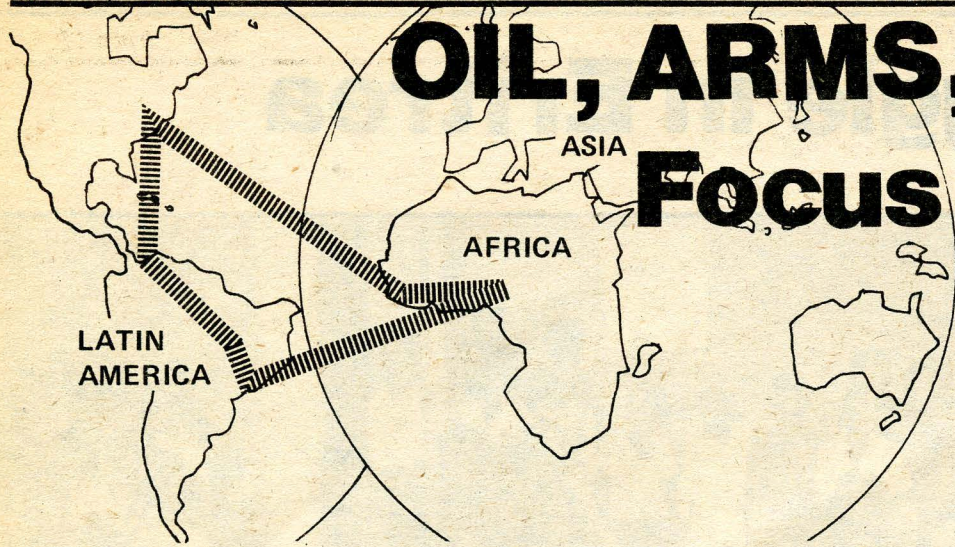 OIL, ARMS,
Focus
ASIA
AFRICA
LATIN
AMERICA